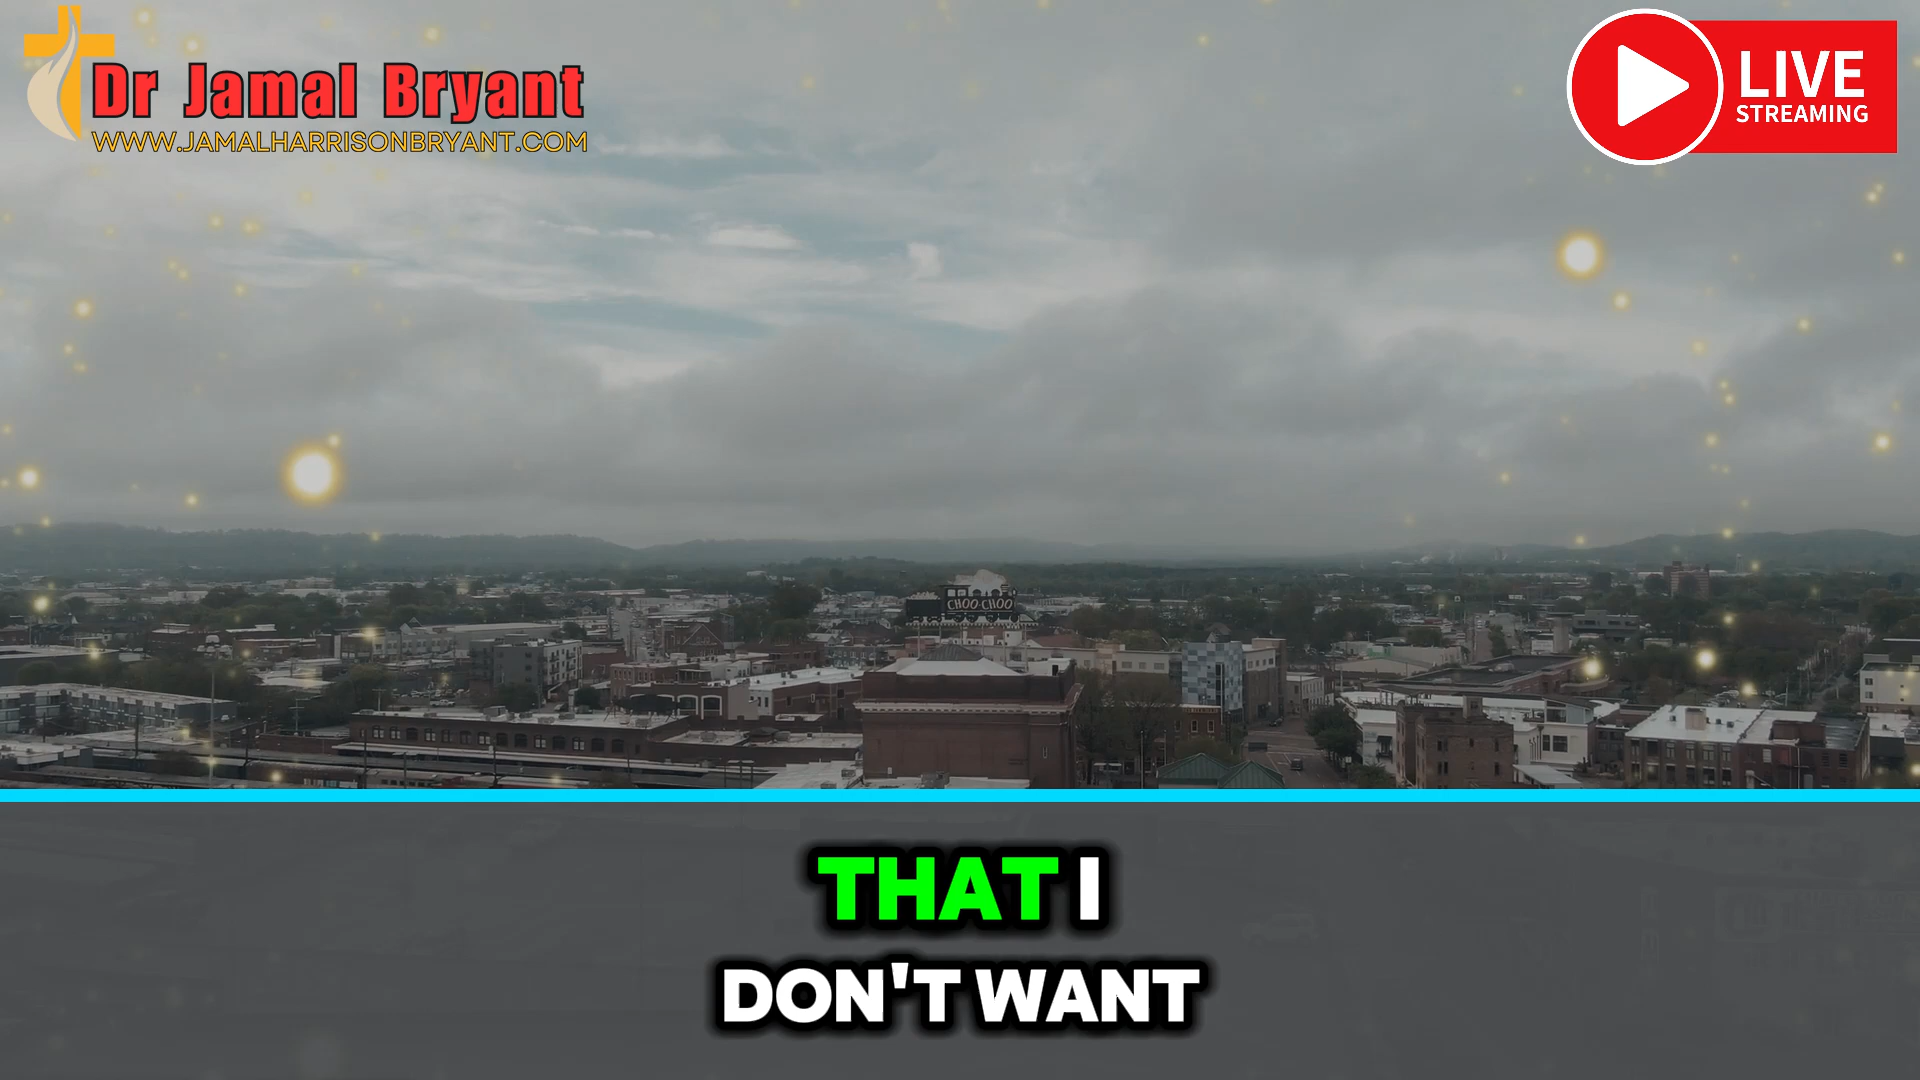 Dr Jamal Bryant
WWW.JAMALHARRISONBRYANT.COM
LIVE
STREAMING
CHOO-CHOO
THAT I
DON'T WANT